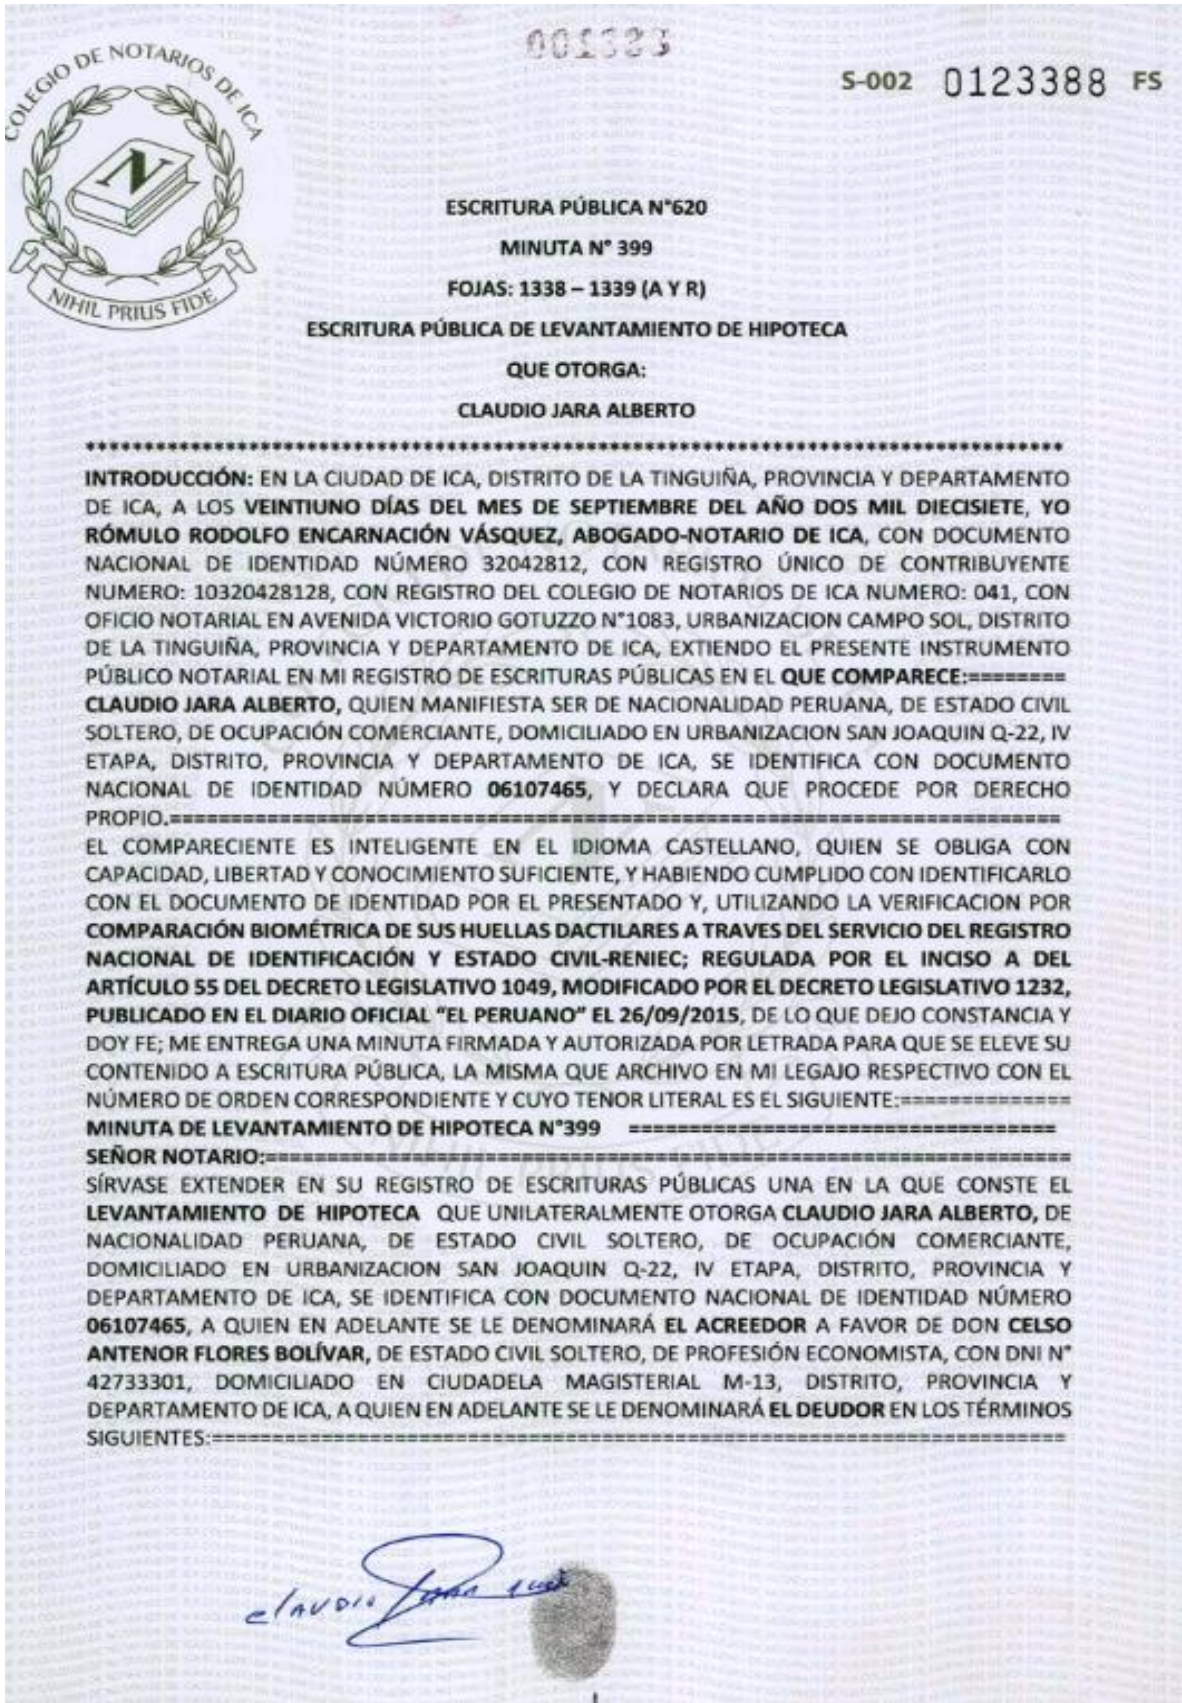 001333
S-002 0123388 FS
COLEGIO DE NOTARIOS DE ICA
N
NIHIL PRIUS FIDE
ESCRITURA PÚBLICA N°620
MINUTA N° 399
FOJAS: 1338 – 1339 (A Y R)
ESCRITURA PÚBLICA DE LEVANTAMIENTO DE HIPOTECA
QUE OTORGA:
CLAUDIO JARA ALBERTO
**********************************************************************************
INTRODUCCIÓN: EN LA CIUDAD DE ICA, DISTRITO DE LA TINGUIÑA, PROVINCIA Y DEPARTAMENTO
DE ICA, A LOS VEINTIUNO DÍAS DEL MES DE SEPTIEMBRE DEL AÑO DOS MIL DIECISIETE, YO
RÓMULO RODOLFO ENCARNACIÓN VÁSQUEZ, ABOGADO-NOTARIO DE ICA, CON DOCUMENTO
NACIONAL DE IDENTIDAD NÚMERO 32042812, CON REGISTRO ÚNICO DE CONTRIBUYENTE
NUMERO: 10320428128, CON REGISTRO DEL COLEGIO DE NOTARIOS DE ICA NUMERO: 041, CON
OFICIO NOTARIAL EN AVENIDA VICTORIO GOTUZZO N°1083, URBANIZACION CAMPO SOL, DISTRITO
DE LA TINGUIÑA, PROVINCIA Y DEPARTAMENTO DE ICA, EXTIENDO EL PRESENTE INSTRUMENTO
PÚBLICO NOTARIAL EN MI REGISTRO DE ESCRITURAS PÚBLICAS EN EL QUE COMPARECE:========
CLAUDIO JARA ALBERTO, QUIEN MANIFIESTA SER DE NACIONALIDAD PERUANA, DE ESTADO CIVIL
SOLTERO, DE OCUPACIÓN COMERCIANTE, DOMICILIADO EN URBANIZACION SAN JOAQUIN Q-22, IV
ETAPA, DISTRITO, PROVINCIA Y DEPARTAMENTO DE ICA, SE IDENTIFICA CON DOCUMENTO
NACIONAL DE IDENTIDAD NÚMERO 06107465, Y DECLARA QUE PROCEDE POR DERECHO
PROPIO.==========================================================================
EL COMPARECIENTE ES INTELIGENTE EN EL IDIOMA CASTELLANO, QUIEN SE OBLIGA CON
CAPACIDAD, LIBERTAD Y CONOCIMIENTO SUFICIENTE, Y HABIENDO CUMPLIDO CON IDENTIFICARLO
CON EL DOCUMENTO DE IDENTIDAD POR EL PRESENTADO Y, UTILIZANDO LA VERIFICACION POR
COMPARACIÓN BIOMÉTRICA DE SUS HUELLAS DACTILARES A TRAVES DEL SERVICIO DEL REGISTRO
NACIONAL DE IDENTIFICACIÓN Y ESTADO CIVIL-RENIEC; REGULADA POR EL INCISO A DEL
ARTÍCULO 55 DEL DECRETO LEGISLATIVO 1049, MODIFICADO POR EL DECRETO LEGISLATIVO 1232,
PUBLICADO EN EL DIARIO OFICIAL “EL PERUANO” EL 26/09/2015, DE LO QUE DEJO CONSTANCIA Y
DOY FE; ME ENTREGA UNA MINUTA FIRMADA Y AUTORIZADA POR LETRADA PARA QUE SE ELEVE SU
CONTENIDO A ESCRITURA PÚBLICA, LA MISMA QUE ARCHIVO EN MI LEGAJO RESPECTIVO CON EL
NÚMERO DE ORDEN CORRESPONDIENTE Y CUYO TENOR LITERAL ES EL SIGUIENTE:==============
MINUTA DE LEVANTAMIENTO DE HIPOTECA N°399 ===================================
SEÑOR NOTARIO:===================================================================
SÍRVASE EXTENDER EN SU REGISTRO DE ESCRITURAS PÚBLICAS UNA EN LA QUE CONSTE EL
LEVANTAMIENTO DE HIPOTECA QUE UNILATERALMENTE OTORGA CLAUDIO JARA ALBERTO, DE
NACIONALIDAD PERUANA, DE ESTADO CIVIL SOLTERO, DE OCUPACIÓN COMERCIANTE,
DOMICILIADO EN URBANIZACION SAN JOAQUIN Q-22, IV ETAPA, DISTRITO, PROVINCIA Y
DEPARTAMENTO DE ICA, SE IDENTIFICA CON DOCUMENTO NACIONAL DE IDENTIDAD NÚMERO
06107465, A QUIEN EN ADELANTE SE LE DENOMINARÁ EL ACREEDOR A FAVOR DE DON CELSO
ANTENOR FLORES BOLÍVAR, DE ESTADO CIVIL SOLTERO, DE PROFESIÓN ECONOMISTA, CON DNI N°
42733301, DOMICILIADO EN CIUDADELA MAGISTERIAL M-13, DISTRITO, PROVINCIA Y
DEPARTAMENTO DE ICA, A QUIEN EN ADELANTE SE LE DENOMINARÁ EL DEUDOR EN LOS TÉRMINOS
SIGUIENTES:=======================================================================
claudio Jara